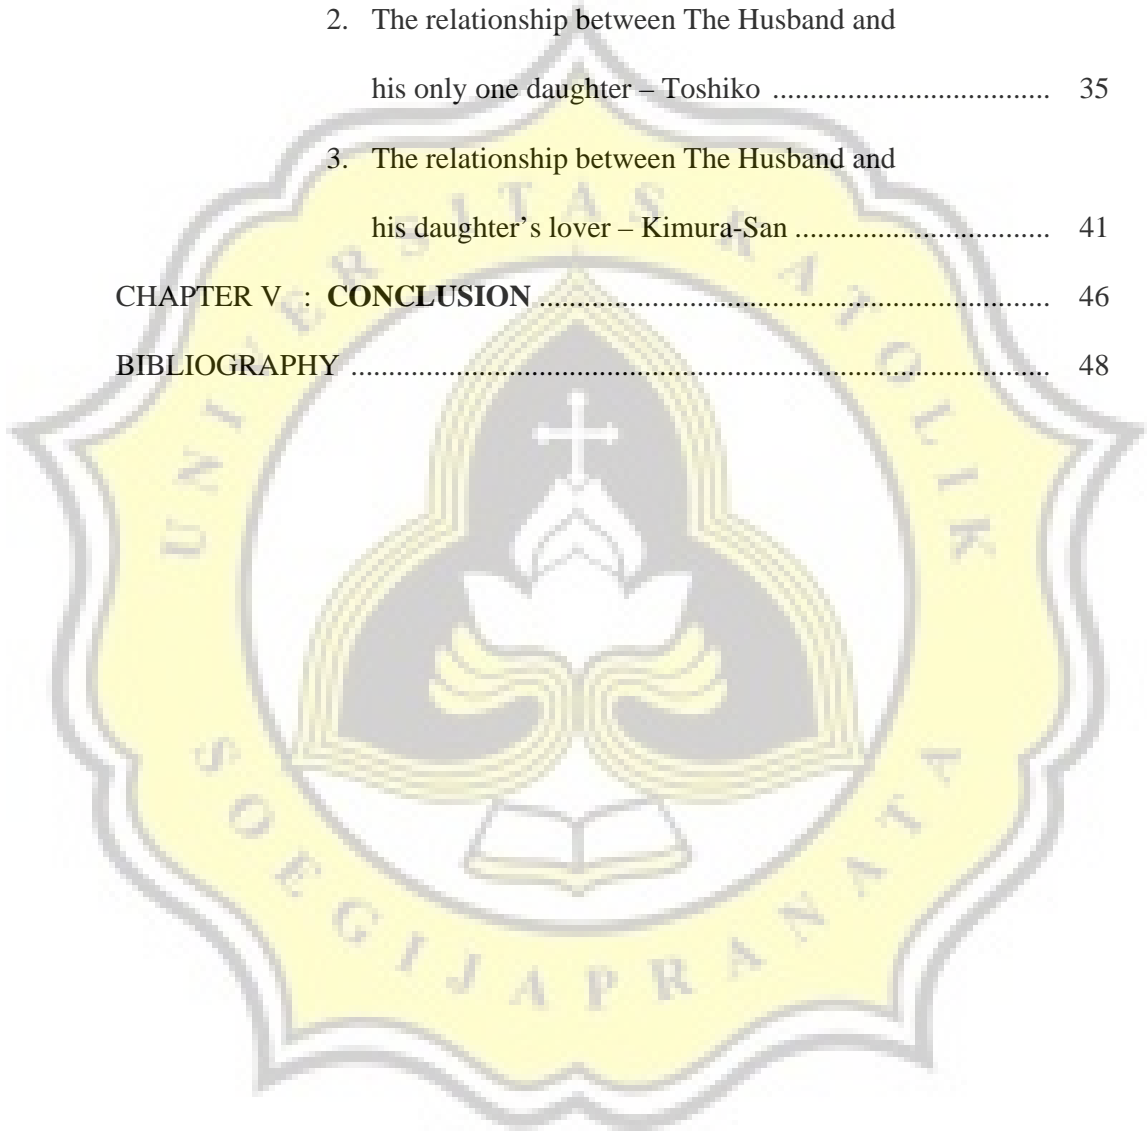 2. The relationship between The Husband and
his only one daughter – Toshiko .................................. 35
3. The relationship between The Husband and
his daughter’s lover – Kimura-San ............................... 41
CHAPTER V : CONCLUSION ............................................................... 46
BIBLIOGRAPHY ...................................................................................... 48
UNIVERSITAS KATOLIK
SOEGIJAPRANATA